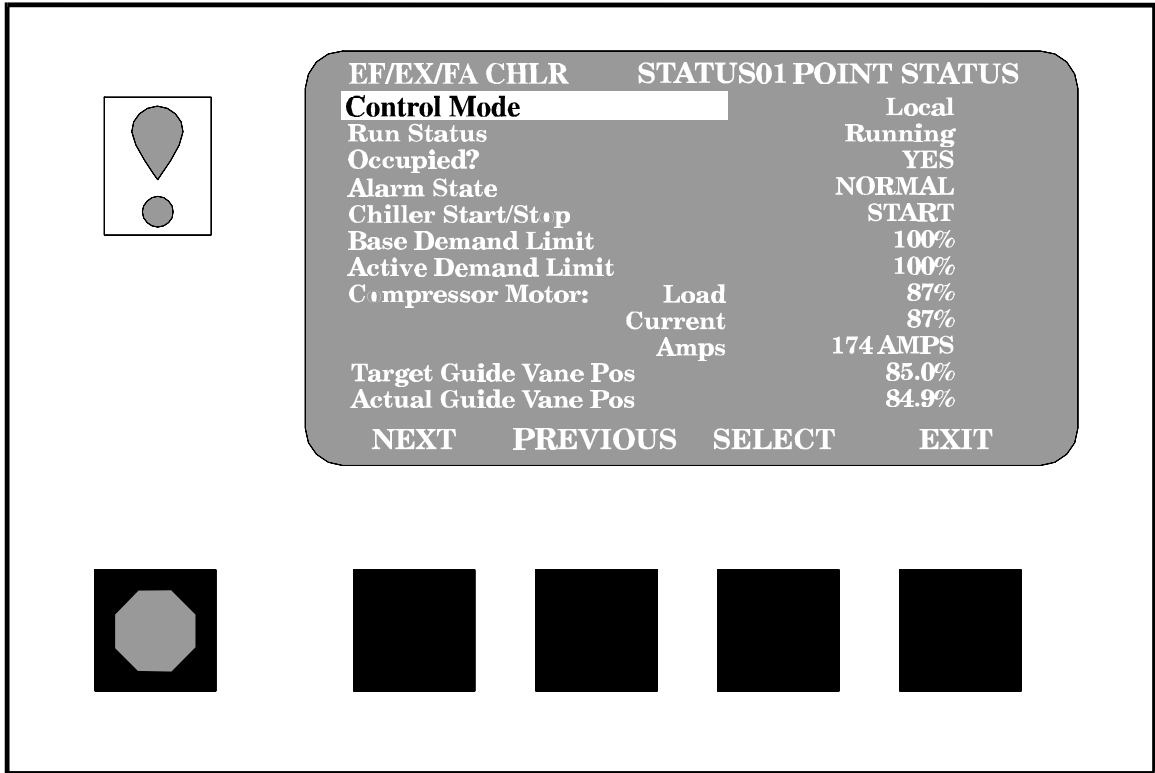 EF/EX/FA CHLR STATUS01 POINT STATUS
Control Mode Local
Run Status Running
Occupied? YES
Alarm State NORMAL
Chiller Start/Stop START
Base Demand Limit 100%
Active Demand Limit 100%
Compressor Motor: Load 87%
Current 87%
Amps 174 AMPS
Target Guide Vane Pos 85.0%
Actual Guide Vane Pos 84.9%
NEXT PREVIOUS SELECT EXIT